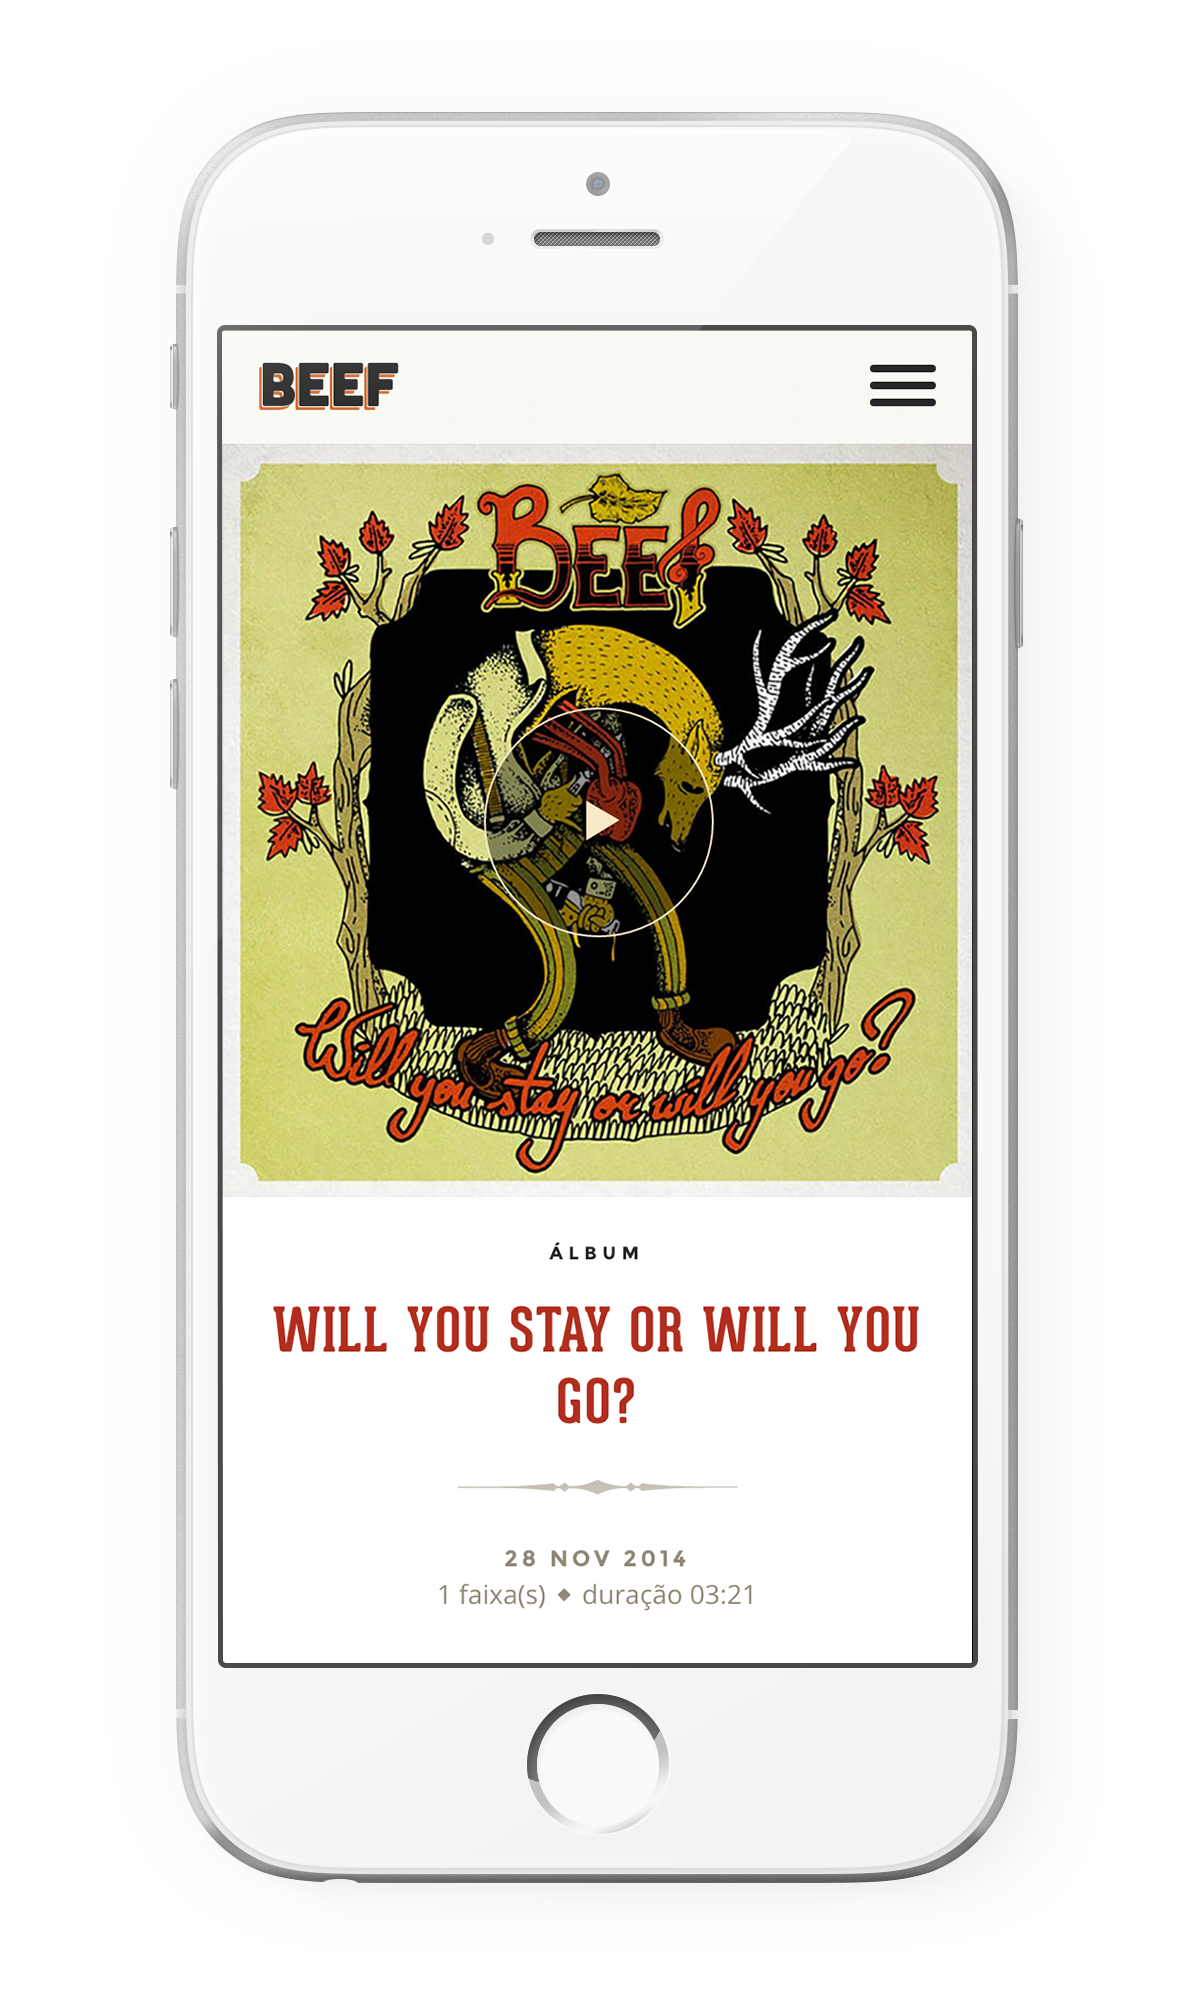 BEEF
BEEF
Will you stay or will you go?
ÁLBUM
WILL YOU STAY OR WILL YOU
GO?
28 NOV 2014
1 faixa(s) ◆ duração 03:21